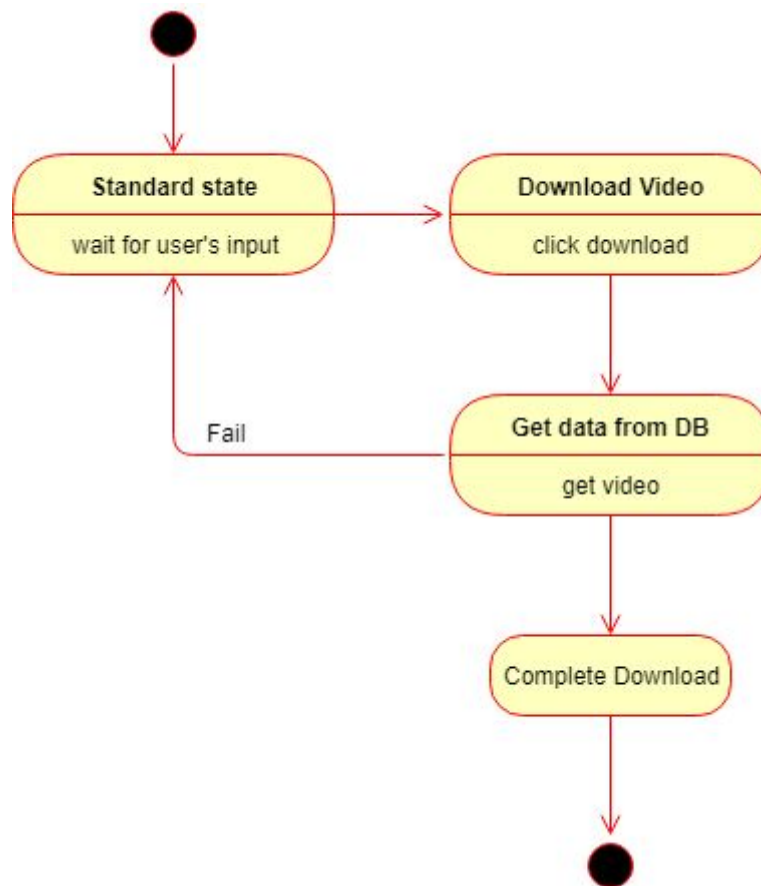 Standard state
wait for user's input
Download Video
click download
Fail
Get data from DB
get video
Complete Download